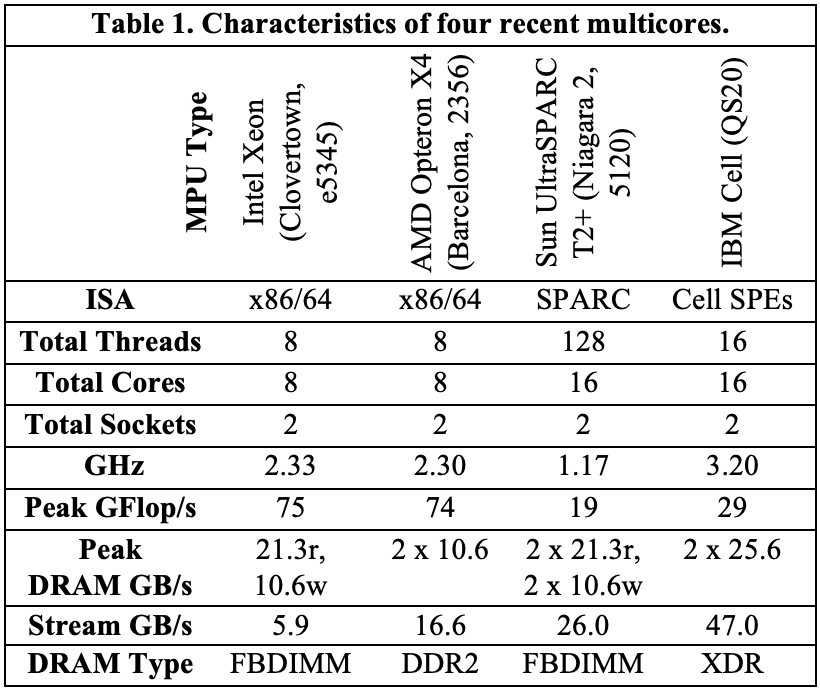 Table 1. Characteristics of four recent multicores.
MPU Type
Intel Xeon
(Clovertown,
e5345)
AMD Opteron X4
(Barcelona, 2356)
Sun UltraSPARC
T2+ (Niagara 2,
5120)
IBM Cell (QS20)
ISA x86/64 x86/64 SPARC Cell SPEs
Total Threads 8 8 128 16
Total Cores 8 8 16 16
Total Sockets 2 2 2 2
GHz 2.33 2.30 1.17 3.20
Peak GFlop/s 75 74 19 29
Peak 21.3r, 2 x 10.6 2 x 21.3r, 2 x 25.6
DRAM GB/s 10.6w 2 x 10.6w
Stream GB/s 5.9 16.6 26.0 47.0
DRAM Type FBDIMM DDR2 FBDIMM XDR